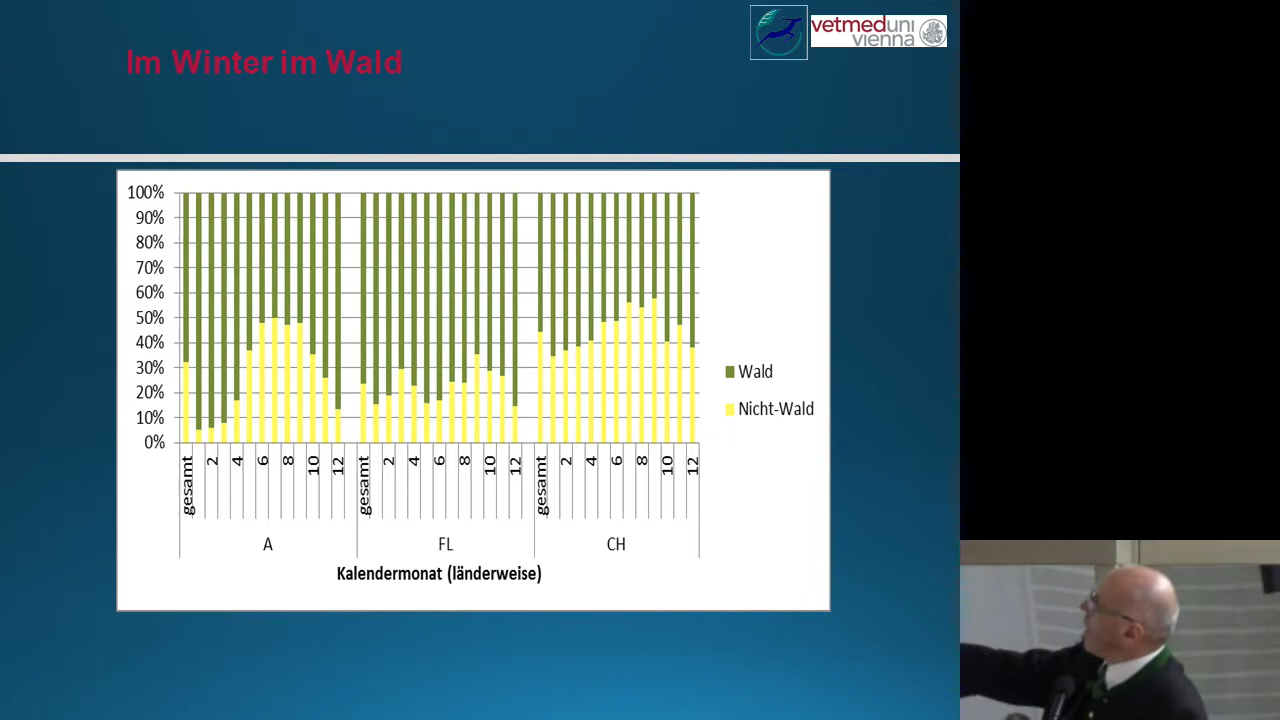 Im Winter im Wald
vetmeduni
vienna
100%
90%
80%
70%
60%
50%
40%
30%
20%
10%
0%
gesamt 2 4 6 8 10 12 gesamt 2 4 6 8 10 12 gesamt 2 4 6 8 10 12
A FL CH
Kalendermonat (länderweise)
Wald
Nicht-Wald